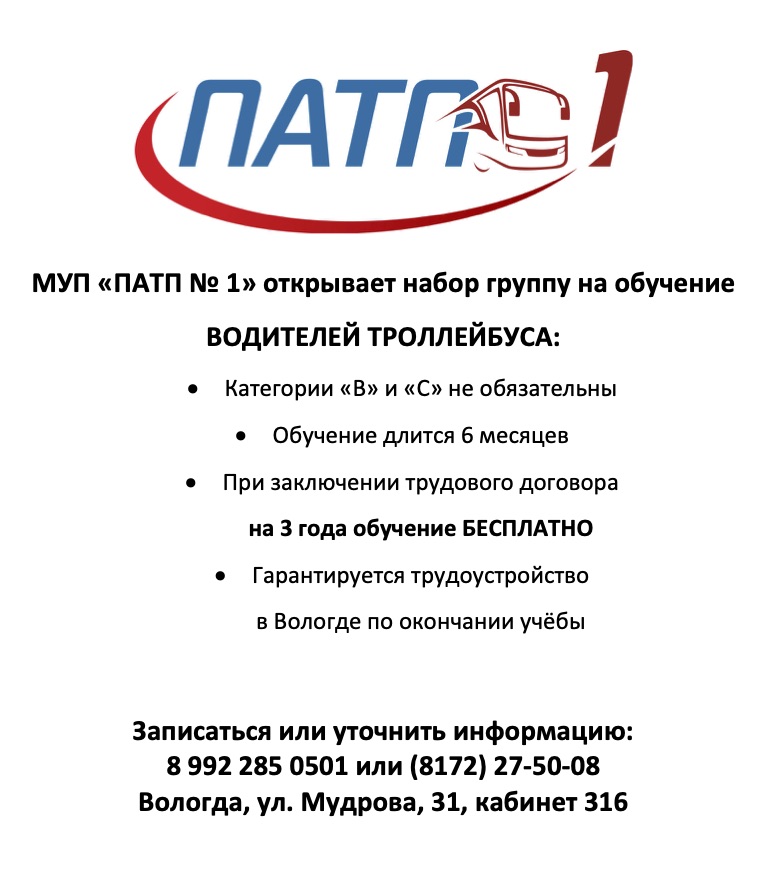 ПАТП 1
МУП «ПАТП № 1» открывает набор группу на обучение
ВОДИТЕЛЕЙ ТРОЛЛЕЙБУСА:
• Категории «В» и «С» не обязательны
• Обучение длится 6 месяцев
• При заключении трудового договора
на 3 года обучение БЕСПЛАТНО
• Гарантируется трудоустройство
в Вологде по окончании учёбы
Записаться или уточнить информацию:
8 992 285 0501 или (8172) 27-50-08
Вологда, ул. Мудрова, 31, кабинет 316